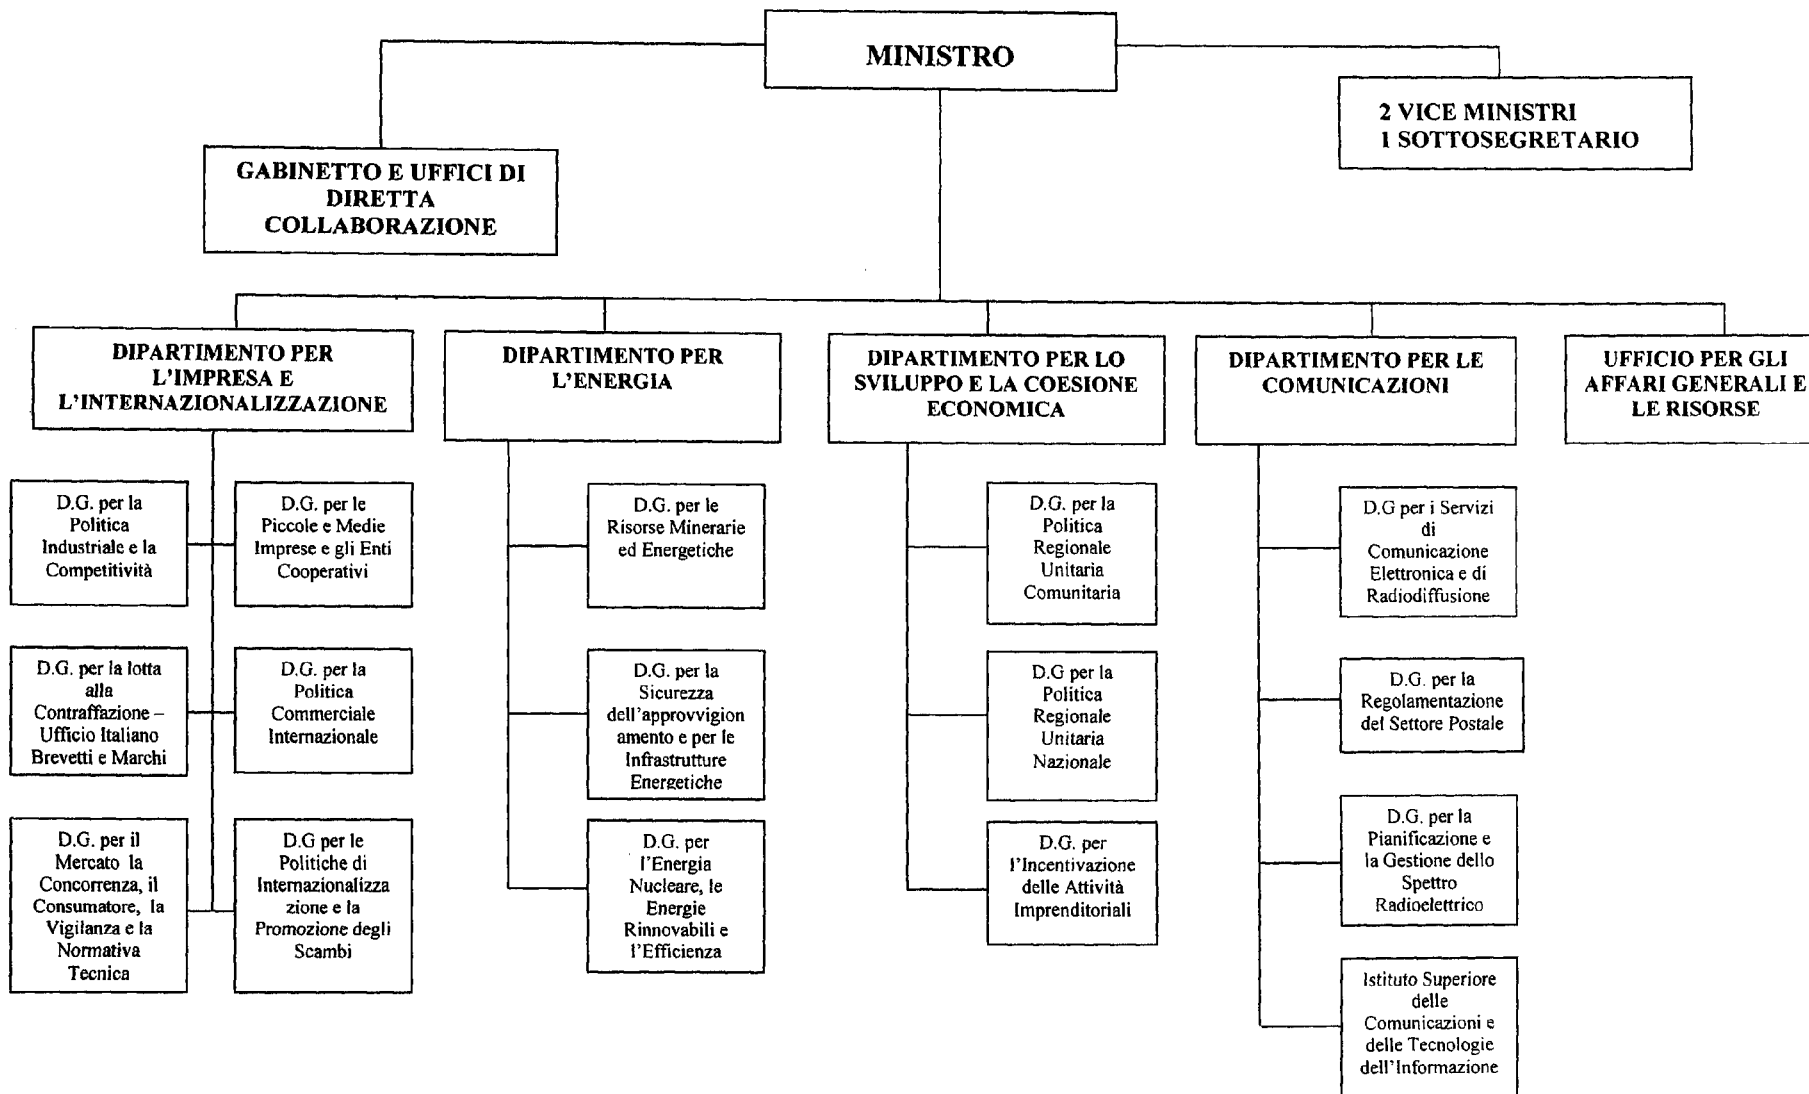 MINISTRO
2 VICE MINISTRI
1 SOTTOSEGRETARIO
GABINETTO E UFFICI DI
DIRETTA
COLLABORAZIONE
DIPARTIMENTO PER
L'IMPRESA E
L'INTERNAZIONALIZZAZIONE
DIPARTIMENTO PER
L'ENERGIA
DIPARTIMENTO PER LO
SVILUPPO E LA COESIONE
ECONOMICA
DIPARTIMENTO PER LE
COMUNICAZIONI
UFFICIO PER GLI
AFFARI GENERALI E
LE RISORSE
D.G. per la
Politica
Industriale e la
Competitività
D.G. per le
Piccole e Medie
Imprese e gli Enti
Cooperativi
D.G. per la lotta
alla
Contraffazione –
Ufficio Italiano
Brevetti e Marchi
D.G. per la
Politica
Commerciale
Internazionale
D.G. per il
Mercato la
Concorrenza, il
Consumatore, la
Vigilanza e la
Normativa
Tecnica
D.G per le
Politiche di
Internazionalizza
zione e la
Promozione degli
Scambi
D.G. per le
Risorse Minerarie
ed Energetiche
D.G. per la
Sicurezza
dell'approvvigion
amento e per le
Infrastrutture
Energetiche
D.G. per
l'Energia
Nucleare, le
Energie
Rinnovabili e
l'Efficienza
D.G. per la
Politica
Regionale
Unitaria
Comunitaria
D.G per la
Politica
Regionale
Unitaria
Nazionale
D.G. per
l'Incentivazione
delle Attività
Imprenditoriali
D.G per i Servizi
di
Comunicazione
Elettronica e di
Radiodiffusione
D.G. per la
Regolamentazione
del Settore Postale
D.G. per la
Pianificazione e
la Gestione dello
Spettro
Radioelettrico
Istituto Superiore
delle
Comunicazioni e
delle Tecnologie
dell'Informazione